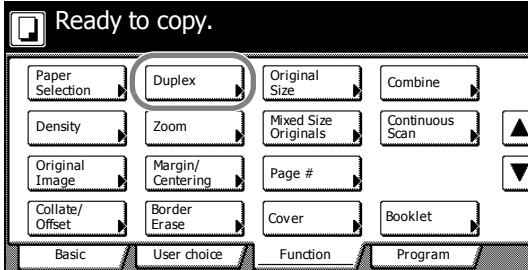 Ready to copy.
Paper
Selection
Duplex
Original
Size
Combine
Density
Zoom
Mixed Size
Originals
Continuous
Scan
Original
Image
Margin/
Centering
Page #
Collate/
Offset
Border
Erase
Cover
Booklet
Basic
User choice
Function
Program